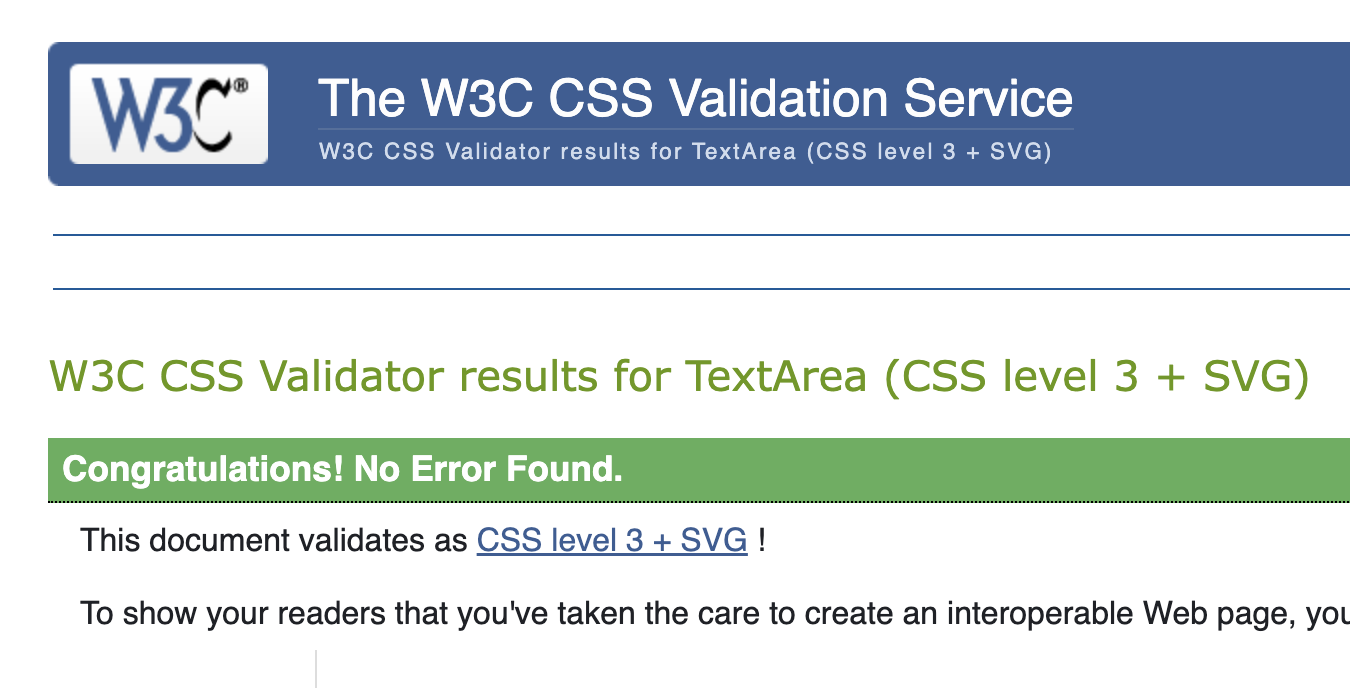 W3C®
The W3C CSS Validation Service
W3C CSS Validator results for TextArea (CSS level 3 + SVG)
W3C CSS Validator results for TextArea (CSS level 3 + SVG)
Congratulations! No Error Found.
This document validates as CSS level 3 + SVG !
To show your readers that you've taken the care to create an interoperable Web page, you